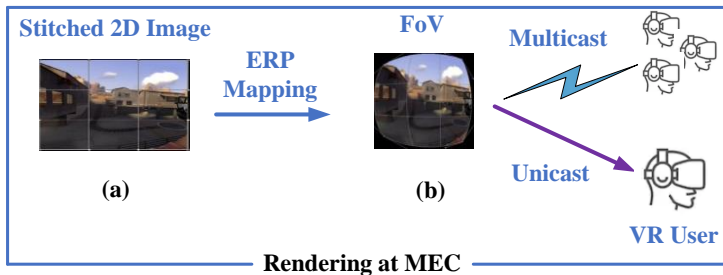 Stitched 2D Image
FoV
Multicast
ERP
Mapping
(a)
(b)
Unicast
VR User
Rendering at MEC